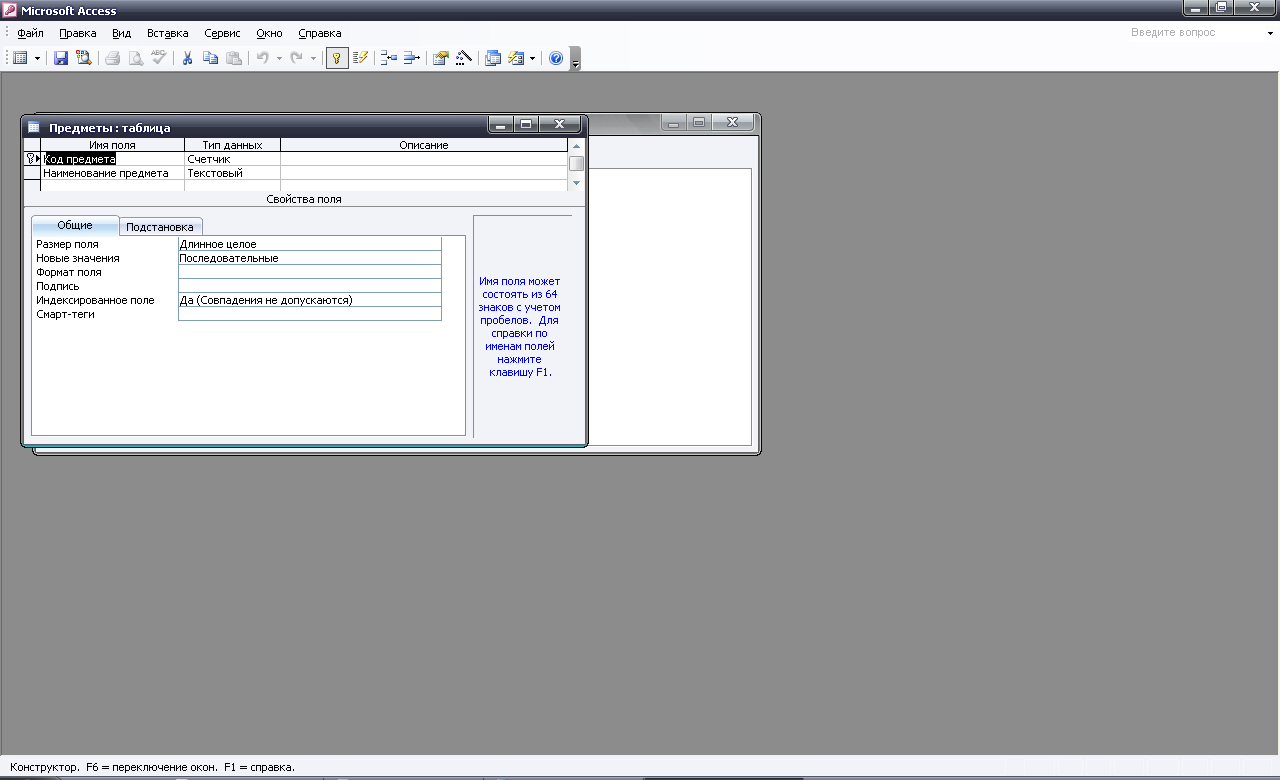 Microsoft Access
Файл Правка Вид Вставка Сервис Окно Справка Введите вопрос
ABC
Предметы : таблица
Имя поля Тип данных Описание
Код предмета Счетчик
Наименование предмета Текстовый
Свойства поля
Общие Подстановка
Размер поля Длинное целое
Новые значения Последовательные
Формат поля
Подпись
Индексированное поле Да (Совпадения не допускаются)
Смарт-теги
Имя поля может
состоять из 64
знаков с учетом
пробелов. Для
справки по
именам полей
нажмите
клавишу F1.
Конструктор. F6 = переключение окон. F1 = справка.